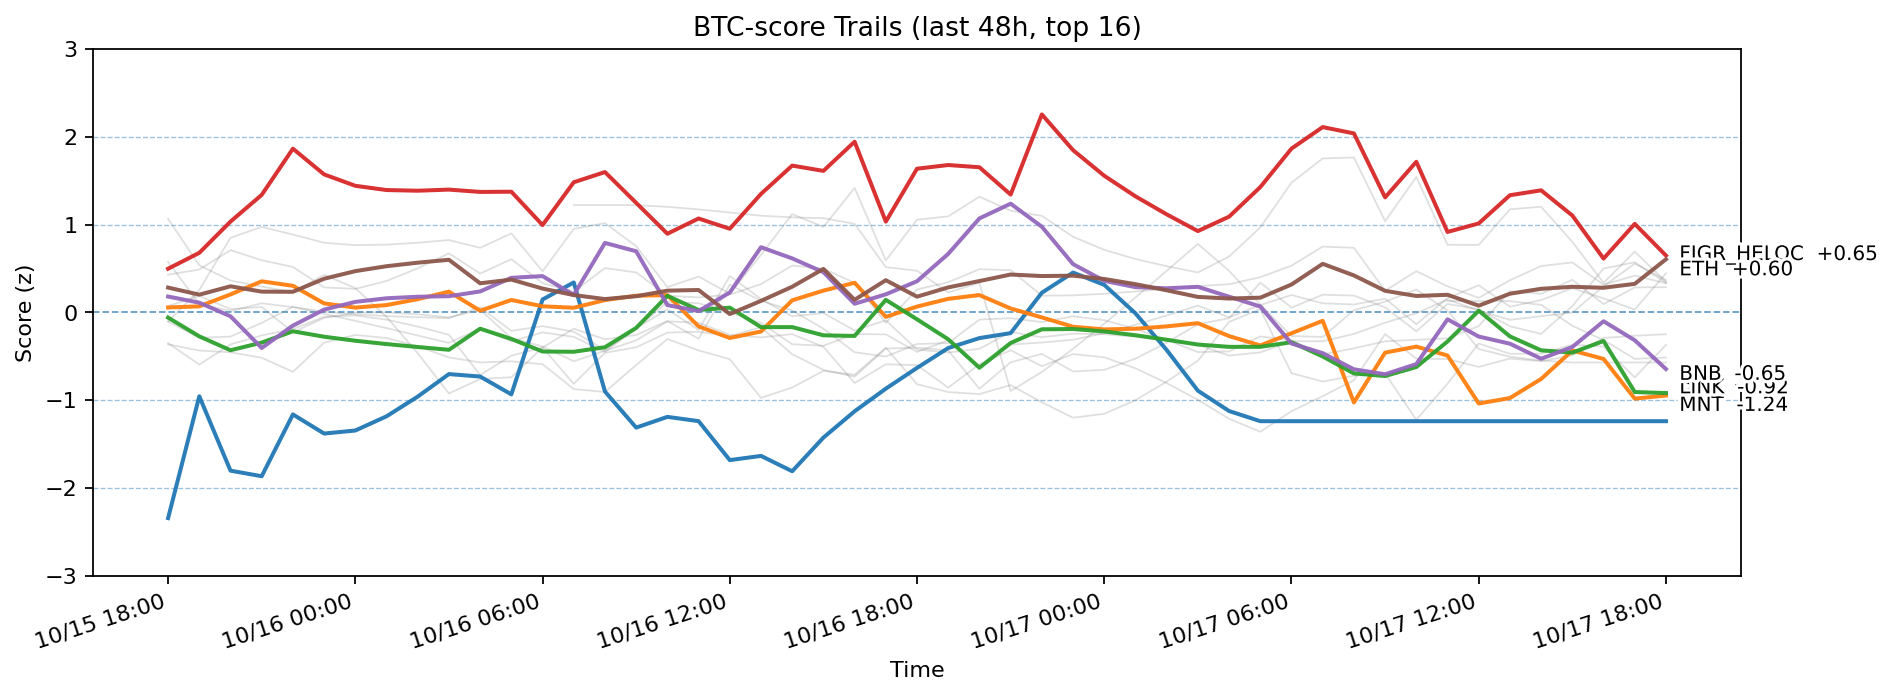 BTC-score Trails (last 48h, top 16)
Score (z)
3
2
1
0
−1
−2
−3
FIGR_HELOC +0.65
ETH +0.60
BNB -0.65
LINK -0.92
MNT -1.24
10/15 18:00
10/16 00:00
10/16 06:00
10/16 12:00
10/16 18:00
10/17 00:00
10/17 06:00
10/17 12:00
10/17 18:00
Time